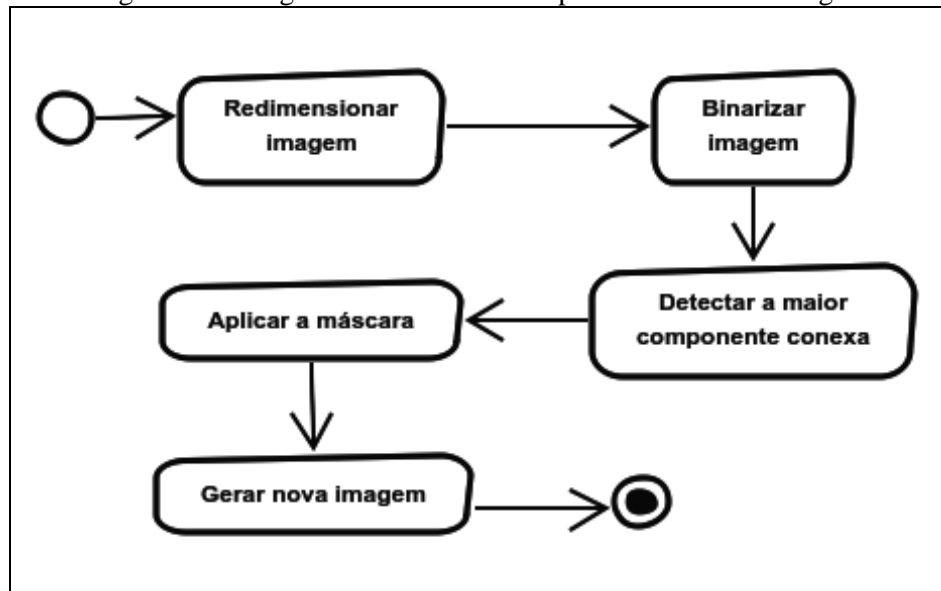 Redimensionar
imagem
Binarizar
imagem
Detectar a maior
componente conexa
Aplicar a máscara
Gerar nova imagem